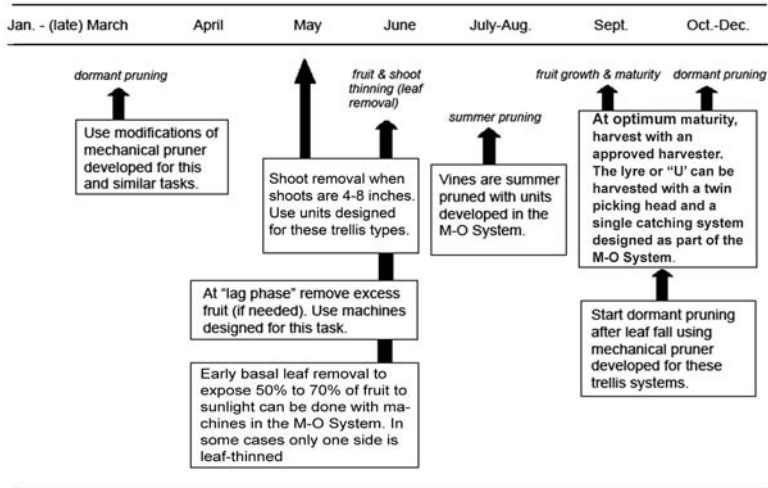 Jan. - (late) March April May June July-Aug. Sept. Oct.-Dec.
dormant pruning
fruit & shoot
thinning (leaf
removal)
summer pruning
fruit growth & maturity
dormant pruning
Use modifications of
mechanical pruner
developed for this
and similar tasks.
Shoot removal when
shoots are 4-8 inches.
Use units designed
for these trellis types.
Vines are summer
pruned with units
developed in the
M-O System.
At optimum maturity,
harvest with an
approved harvester.
The lyre or “U’ can be
harvested with a twin
picking head and a
single catching system
designed as part of the
M-O System.
At “lag phase” remove excess
fruit (if needed). Use machines
designed for this task.
Start dormant pruning
after leaf fall using
mechanical pruner
developed for these
trellis systems.
Early basal leaf removal to
expose 50% to 70% of fruit to
sunlight can be done with ma-
chines in the M-O System. In
some cases only one side is
leaf-thinned